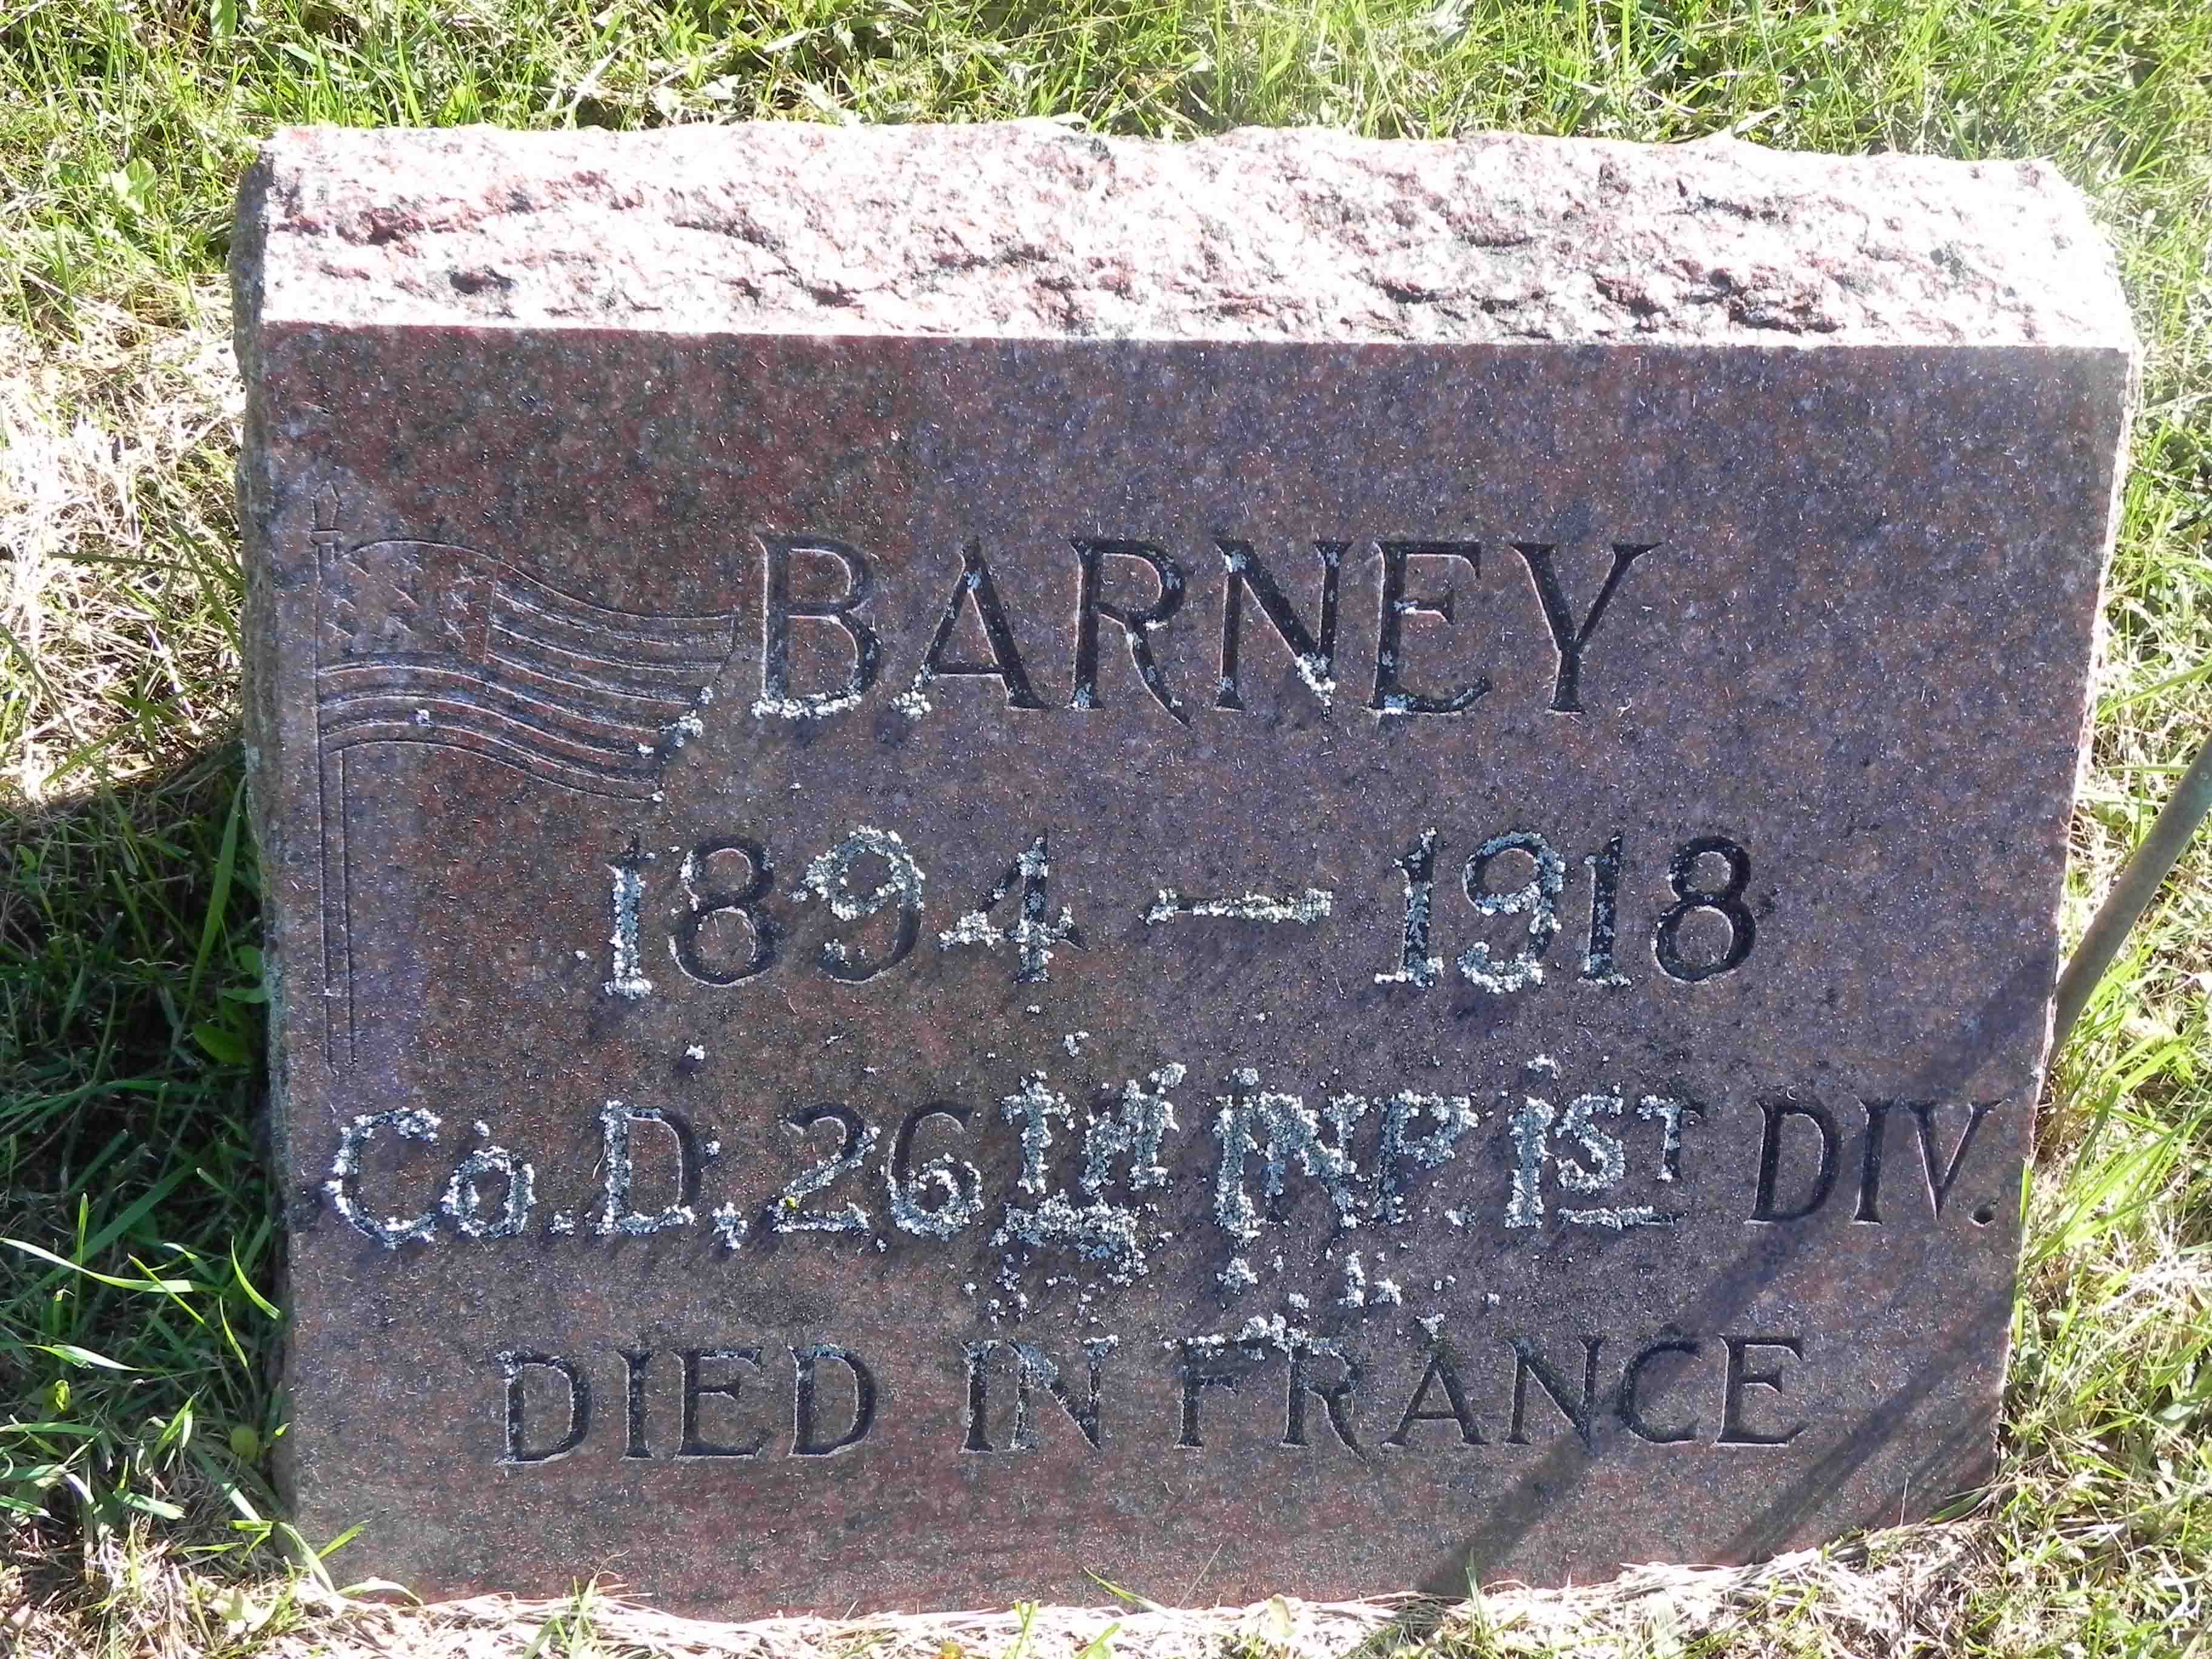 BARNEY
1894 — 1918
Co. D, 26TH INF. 1ST DIV.
DIED IN FRANCE